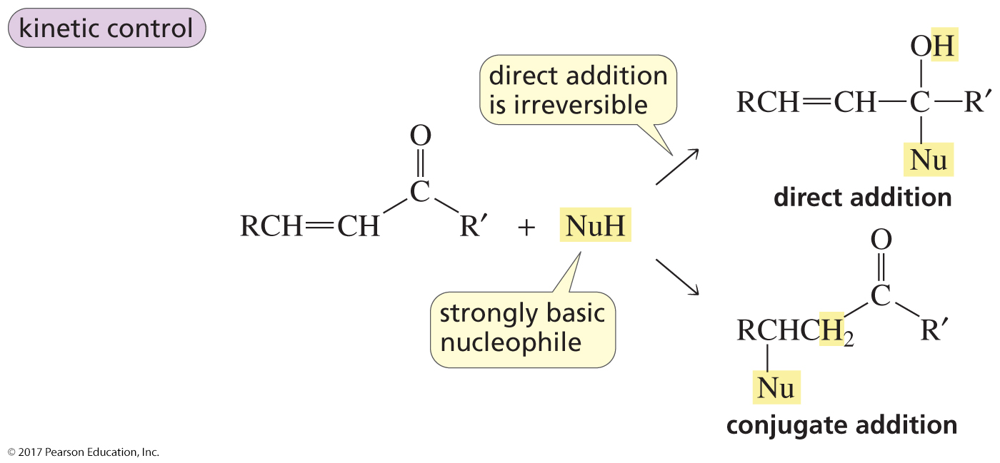 kinetic control
direct addition
is irreversible
OH
RCH=CH—C—R′
Nu
direct addition
O
C
RCH=CH R′ + NuH
strongly basic
nucleophile
O
C
RCHCH₂ R′
Nu
conjugate addition
© 2017 Pearson Education, Inc.